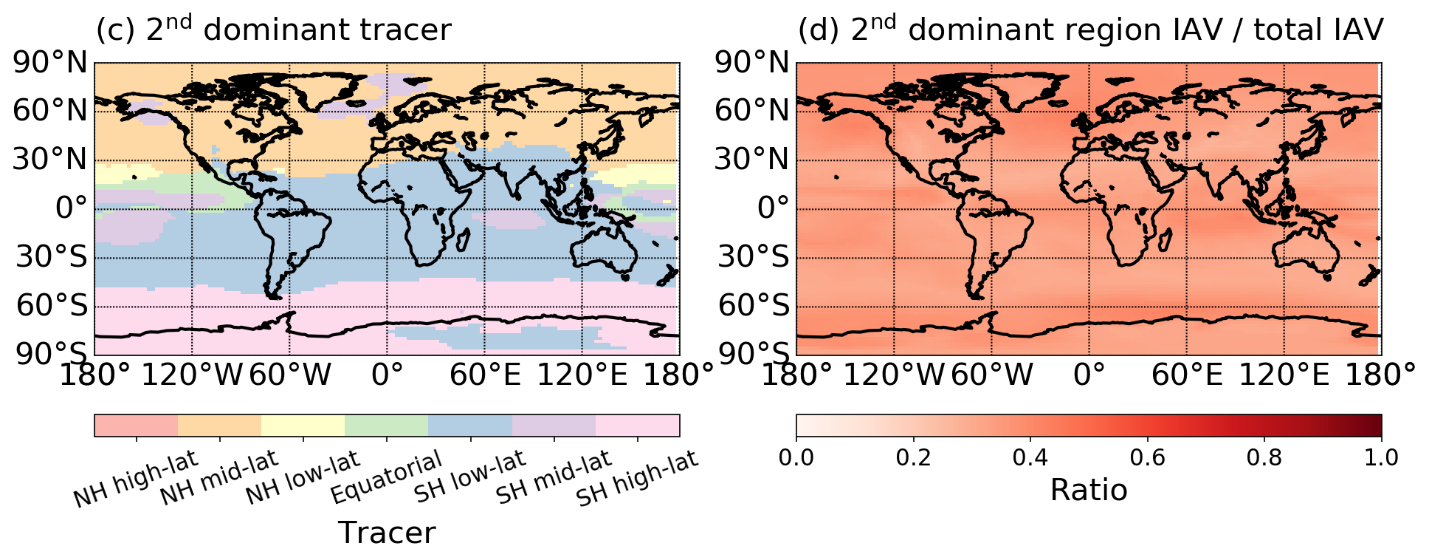 (c) 2nd dominant tracer
90°N
60°N
30°N
0°
30°S
60°S
90°S
180° 120°W 60°W 0° 60°E 120°E 180°
NH high-lat
NH mid-lat
NH low-lat
Equatorial
SH low-lat
SH mid-lat
SH high-lat
Tracer
(d) 2nd dominant region IAV / total IAV
90°N
60°N
30°N
0°
30°S
60°S
90°S
180° 120°W 60°W 0° 60°E 120°E 180°
0.0 0.2 0.4 0.6 0.8 1.0
Ratio